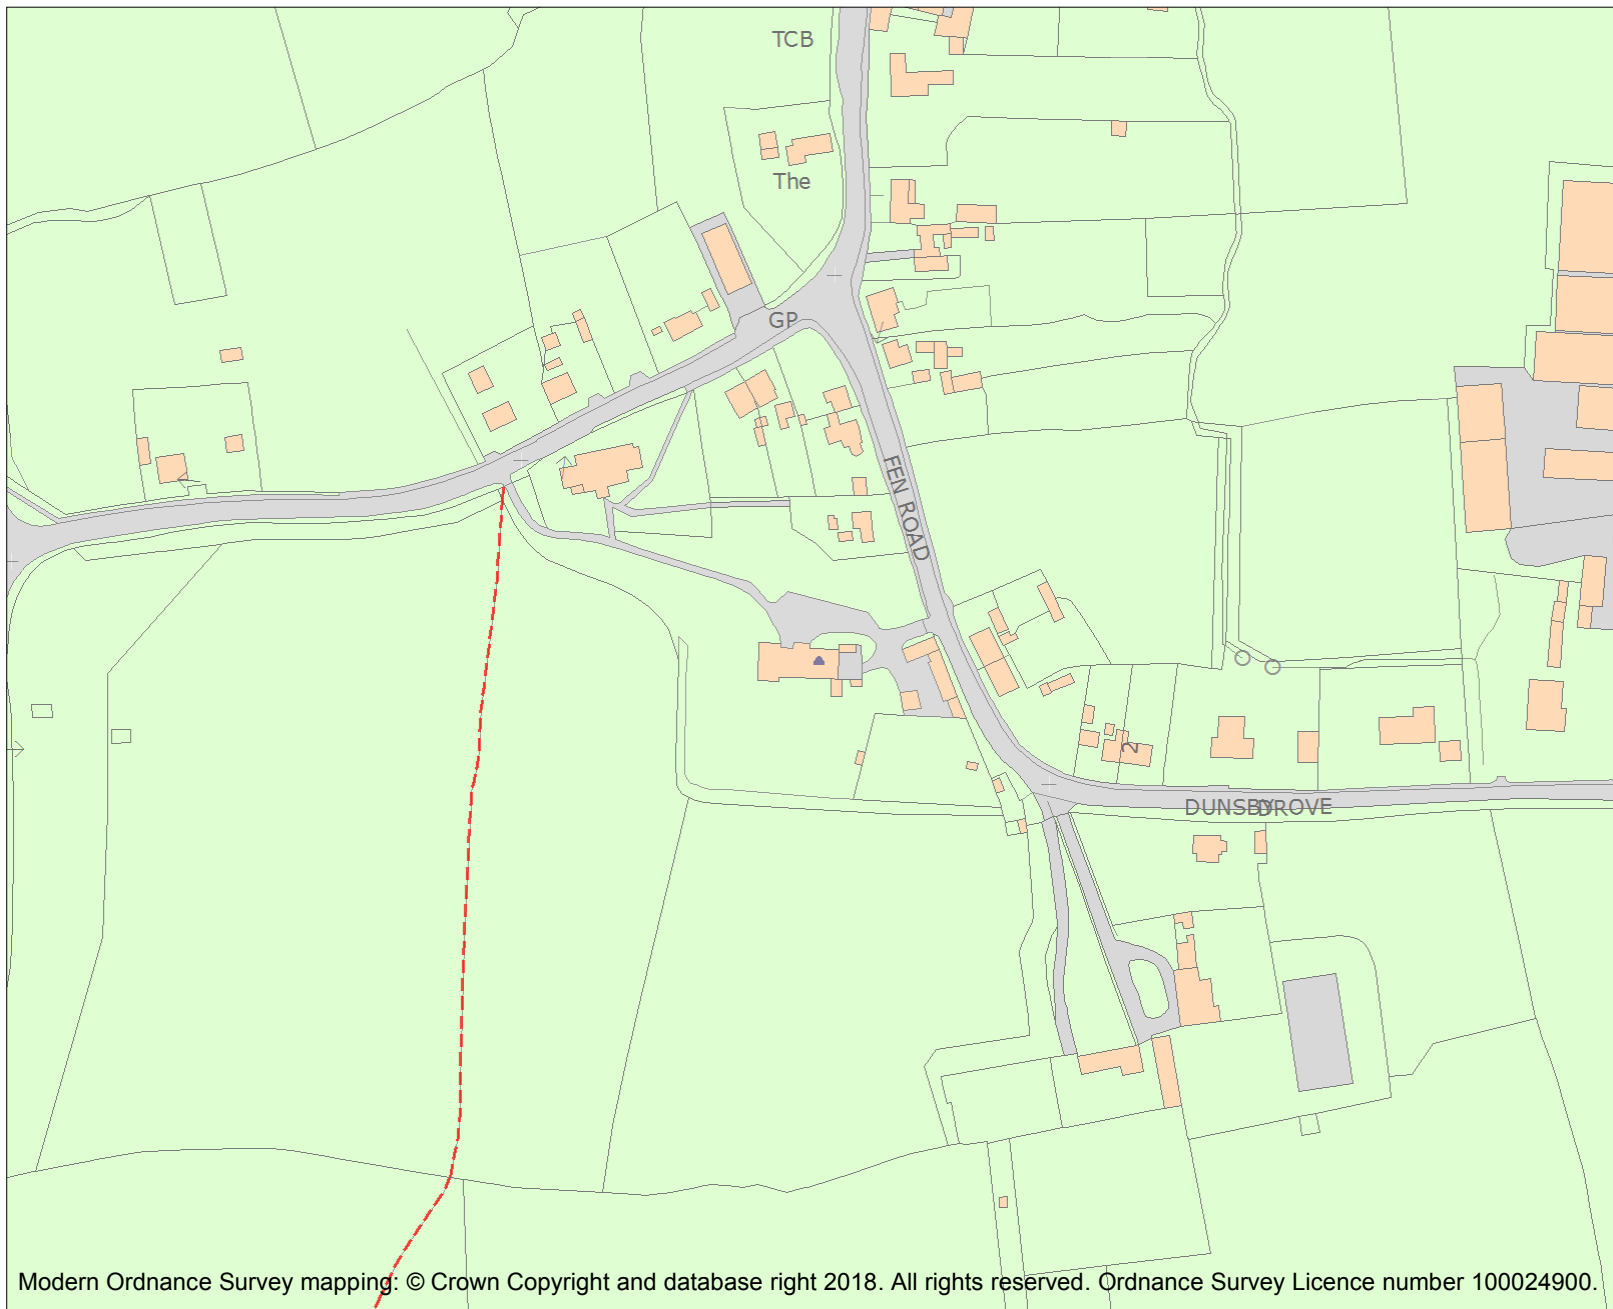 TCB
The
GP
FEN ROAD
2
DUNSBY DROVE
Modern Ordnance Survey mapping: © Crown Copyright and database right 2018. All rights reserved. Ordnance Survey Licence number 100024900.